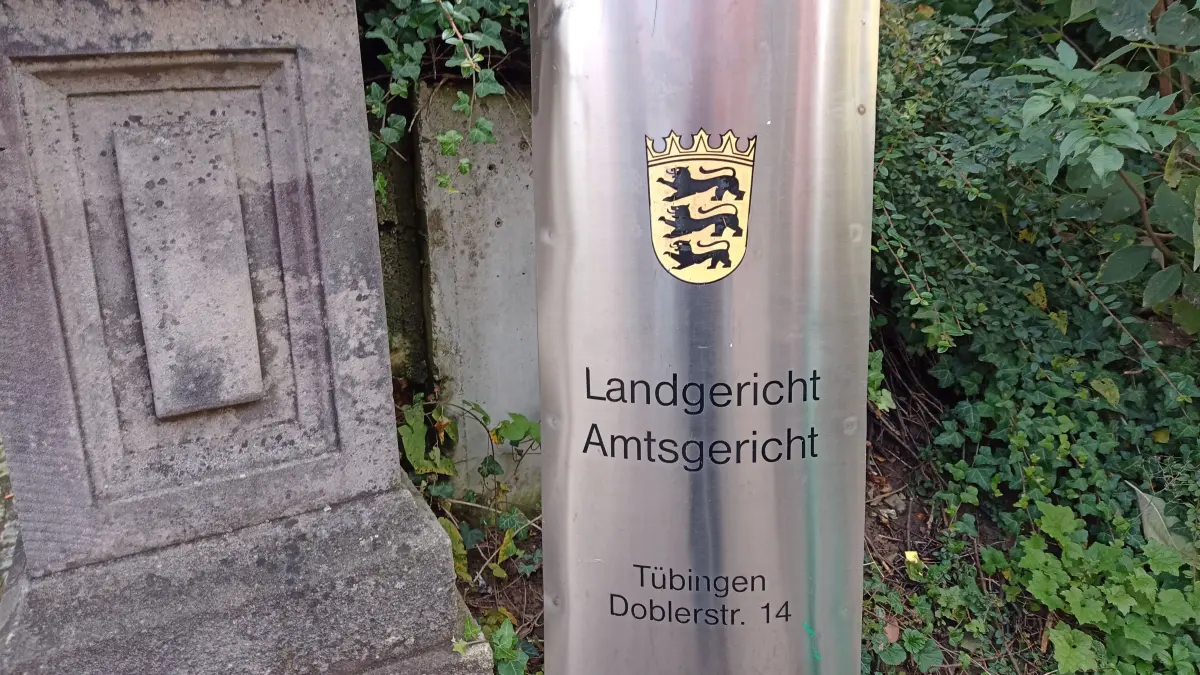 Landgericht
Amtsgericht
Tübingen
Doblerstr. 14